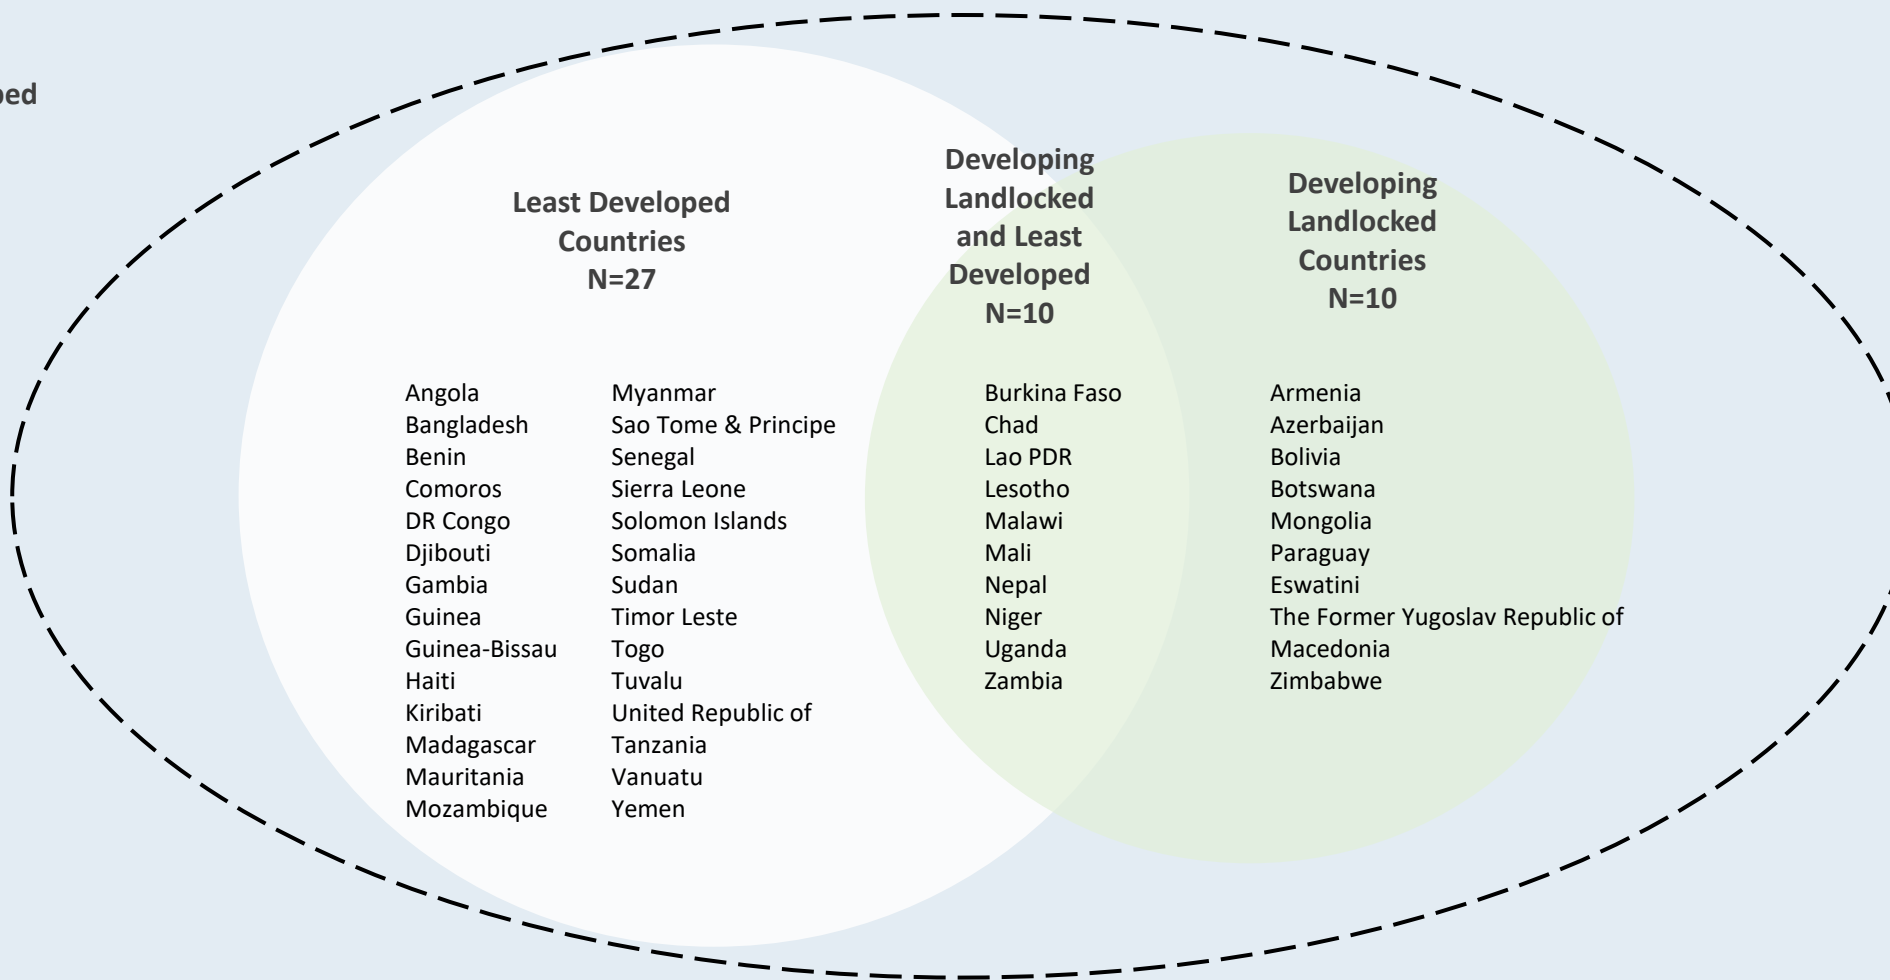 ped
Least Developed
Countries
N=27
Angola
Bangladesh
Benin
Comoros
DR Congo
Djibouti
Gambia
Guinea
Guinea-Bissau
Haiti
Kiribati
Madagascar
Mauritania
Mozambique
Myanmar
Sao Tome & Principe
Senegal
Sierra Leone
Solomon Islands
Somalia
Sudan
Timor Leste
Togo
Tuvalu
United Republic of
Tanzania
Vanuatu
Yemen
Developing
Landlocked
and Least
Developed
N=10
Burkina Faso
Chad
Lao PDR
Lesotho
Malawi
Mali
Nepal
Niger
Uganda
Zambia
Developing
Landlocked
Countries
N=10
Armenia
Azerbaijan
Bolivia
Botswana
Mongolia
Paraguay
Eswatini
The Former Yugoslav Republic of
Macedonia
Zimbabwe